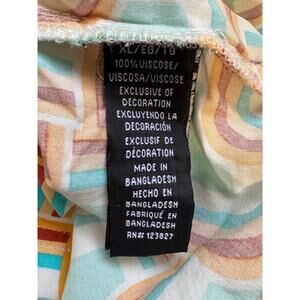 XL/EG/TG
100% VISCOSE/
VISCOSA/VISCOSE
EXCLUSIVE OF
DECORATION
EXCLUYENDO LA
DECORACIÓN
EXCLUSIF DE
DÉCORATION
MADE IN
BANGLADESH
HECHO EN
BANGLADESH
FABRIQUÉ EN
BANGLADESH
RN# 123827